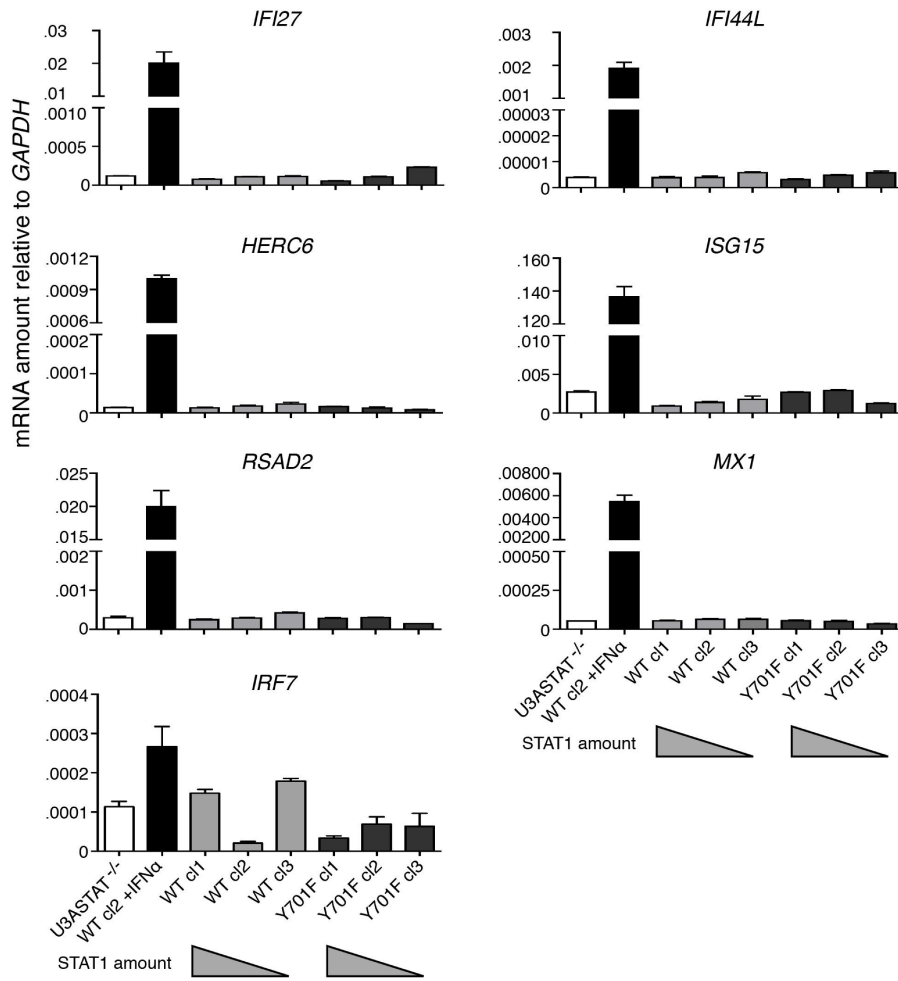 mRNA amount relative to GAPDH
IFI27
.03
.02
.01
.0010
.0005
0
IFI44L
.003
.002
.001
.00003
.00002
.00001
0
HERC6
.0012
.0009
.0006
.0002
.0001
0
ISG15
.160
.140
.120
.010
.005
0
RSAD2
.025
.020
.015
.002
.001
0
MX1
.00800
.00600
.00400
.00200
.00050
.00025
0
U3ASTAT -/-
WT cl2 +IFNα
WT cl1
WT cl2
WT cl3
Y701F cl1
Y701F cl2
Y701F cl3
STAT1 amount
IRF7
.0004
.0003
.0002
.0001
0
U3ASTAT -/-
WT cl2 +IFNα
WT cl1
WT cl2
WT cl3
Y701F cl1
Y701F cl2
Y701F cl3
STAT1 amount